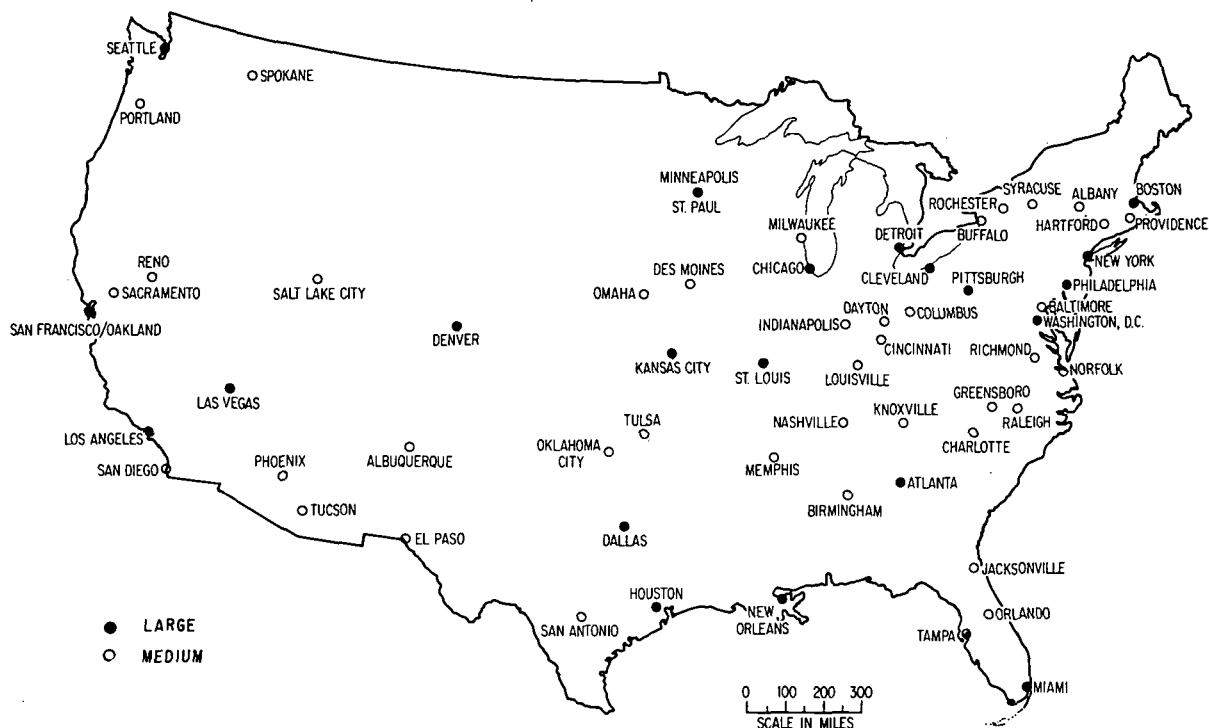 SEATTLE
SPOKANE
PORTLAND
MINNEAPOLIS
ST. PAUL
MILWAUKEE
DETROIT
ROCHESTER
SYRACUSE
BUFFALO
ALBANY
BOSTON
HARTFORD
PROVIDENCE
RENO
SACRAMENTO
SALT LAKE CITY
DES MOINES
OMAHA
CHICAGO
CLEVELAND
PITTSBURGH
NEW YORK
PHILADELPHIA
SAN FRANCISCO/OAKLAND
DENVER
KANSAS CITY
ST. LOUIS
INDIANAPOLIS
DAYTON
COLUMBUS
CINCINNATI
LOUISVILLE
BALTIMORE
WASHINGTON, D.C.
RICHMOND
NORFOLK
LAS VEGAS
LOS ANGELES
SAN DIEGO
PHOENIX
TUCSON
ALBUQUERQUE
EL PASO
OKLAHOMA
CITY
TULSA
NASHVILLE
KNOXVILLE
GREENSBORO
RALEIGH
CHARLOTTE
MEMPHIS
BIRMINGHAM
ATLANTA
DALLAS
HOUSTON
SAN ANTONIO
NEW
ORLEANS
JACKSONVILLE
ORLANDO
TAMPA
MIAMI
LARGE
MEDIUM
0 100 200 300
SCALE IN MILES